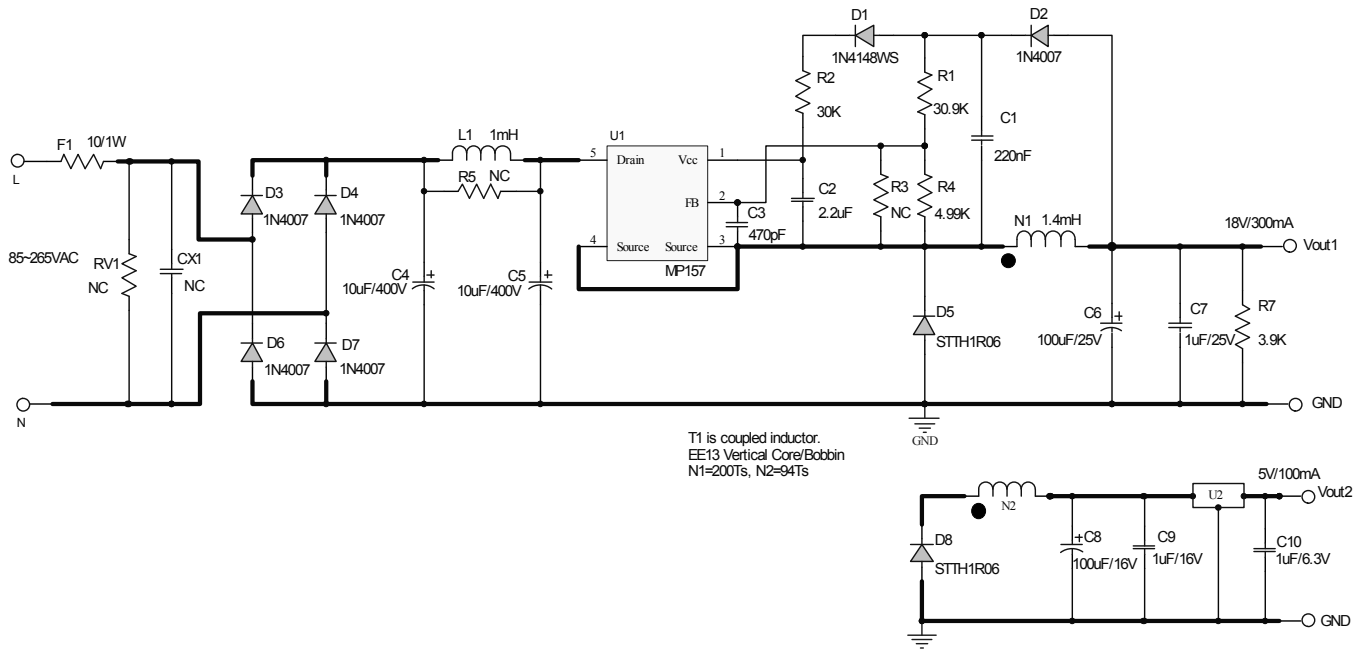 D1
1N4148WS
D2
1N4007
R2
30K
R1
30.9K
C1
220nF
F1 10/1W
L
L1 1mH
R5 NC
U1
5 Drain Vcc 1
FB 2
4 Source Source 3
MP157
C2
2.2uF
C3
470pF
R3
NC
R4
4.99K
N1 1.4mH
18V/300mA
Vout1
D3
1N4007
D4
1N4007
85~265VAC
RV1
NC
CX1
NC
C4 +
10uF/400V
C5 +
10uF/400V
D5
STTH1R06
C6 +
100uF/25V
C7
1uF/25V
R7
3.9K
D6
1N4007
D7
1N4007
N
GND
GND
T1 is coupled inductor.
EE13 Vertical Core/Bobbin
N1=200Ts, N2=94Ts
N2
5V/100mA
U2
Vout2
D8
STTH1R06
+ C8
100uF/16V
C9
1uF/16V
C10
1uF/6.3V
GND